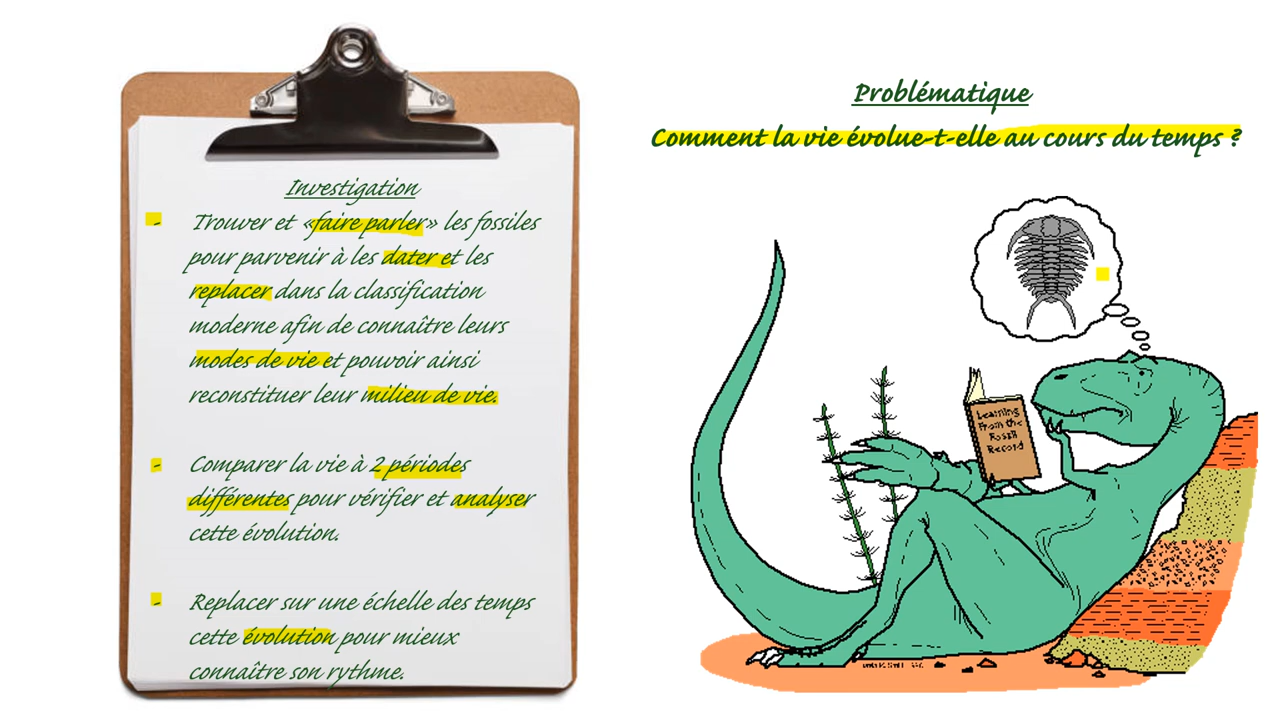 Investigation
- Trouver et «faire parler» les fossiles
pour parvenir à les dater et les
replacer dans la classification
moderne afin de connaître leurs
modes de vie et pouvoir ainsi
reconstituer leur milieu de vie.
- Comparer la vie à 2 périodes
différentes pour vérifier et analyser
cette évolution.
- Replacer sur une échelle des temps
cette évolution pour mieux
connaître son rythme.
Problématique
Comment la vie évolue-t-elle au cours du temps ?
Learning
From the
Fossil
Record